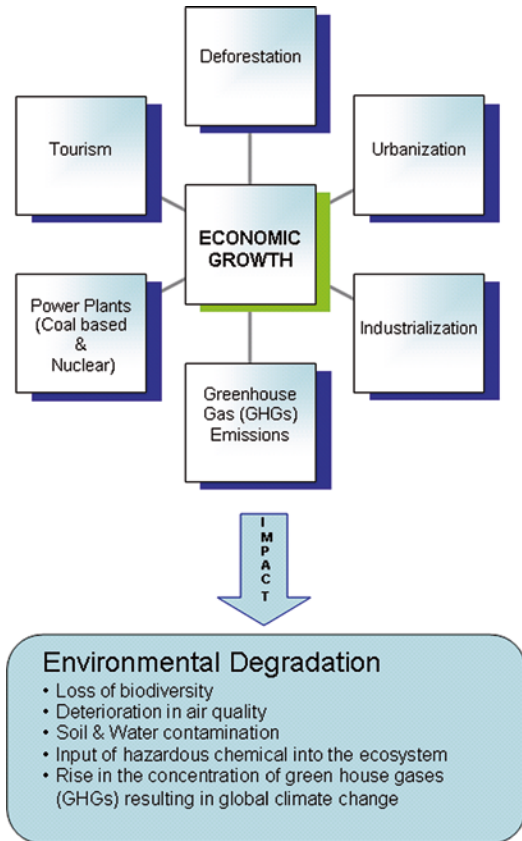 Deforestation
Tourism
Urbanization
ECONOMIC
GROWTH
Power Plants
(Coal based
&
Nuclear)
Industrialization
Greenhouse
Gas (GHGs)
Emissions
IMPACT
Environmental Degradation
• Loss of biodiversity
• Deterioration in air quality
• Soil & Water contamination
• Input of hazardous chemical into the ecosystem
• Rise in the concentration of green house gases
(GHGs) resulting in global climate change